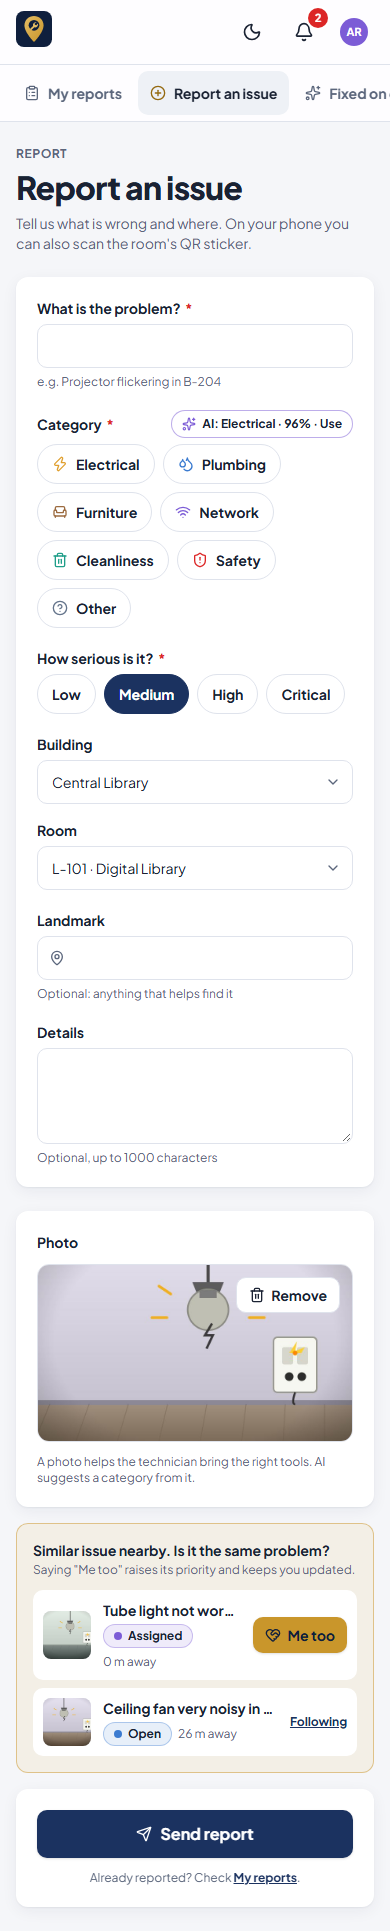 2
AR
My reports
Report an issue
Fixed on
REPORT
Report an issue
Tell us what is wrong and where. On your phone you
can also scan the room's QR sticker.
What is the problem? *
e.g. Projector flickering in B-204
Category *
AI: Electrical · 96% · Use
Electrical
Plumbing
Furniture
Network
Cleanliness
Safety
Other
How serious is it? *
Low
Medium
High
Critical
Building
Central Library
Room
L-101 · Digital Library
Landmark
Optional: anything that helps find it
Details
Optional, up to 1000 characters
Photo
Remove
A photo helps the technician bring the right tools. AI
suggests a category from it.
Similar issue nearby. Is it the same problem?
Saying "Me too" raises its priority and keeps you updated.
Tube light not wor...
Assigned
0 m away
Me too
Ceiling fan very noisy in ...
Open
26 m away
Following
Send report
Already reported? Check My reports.